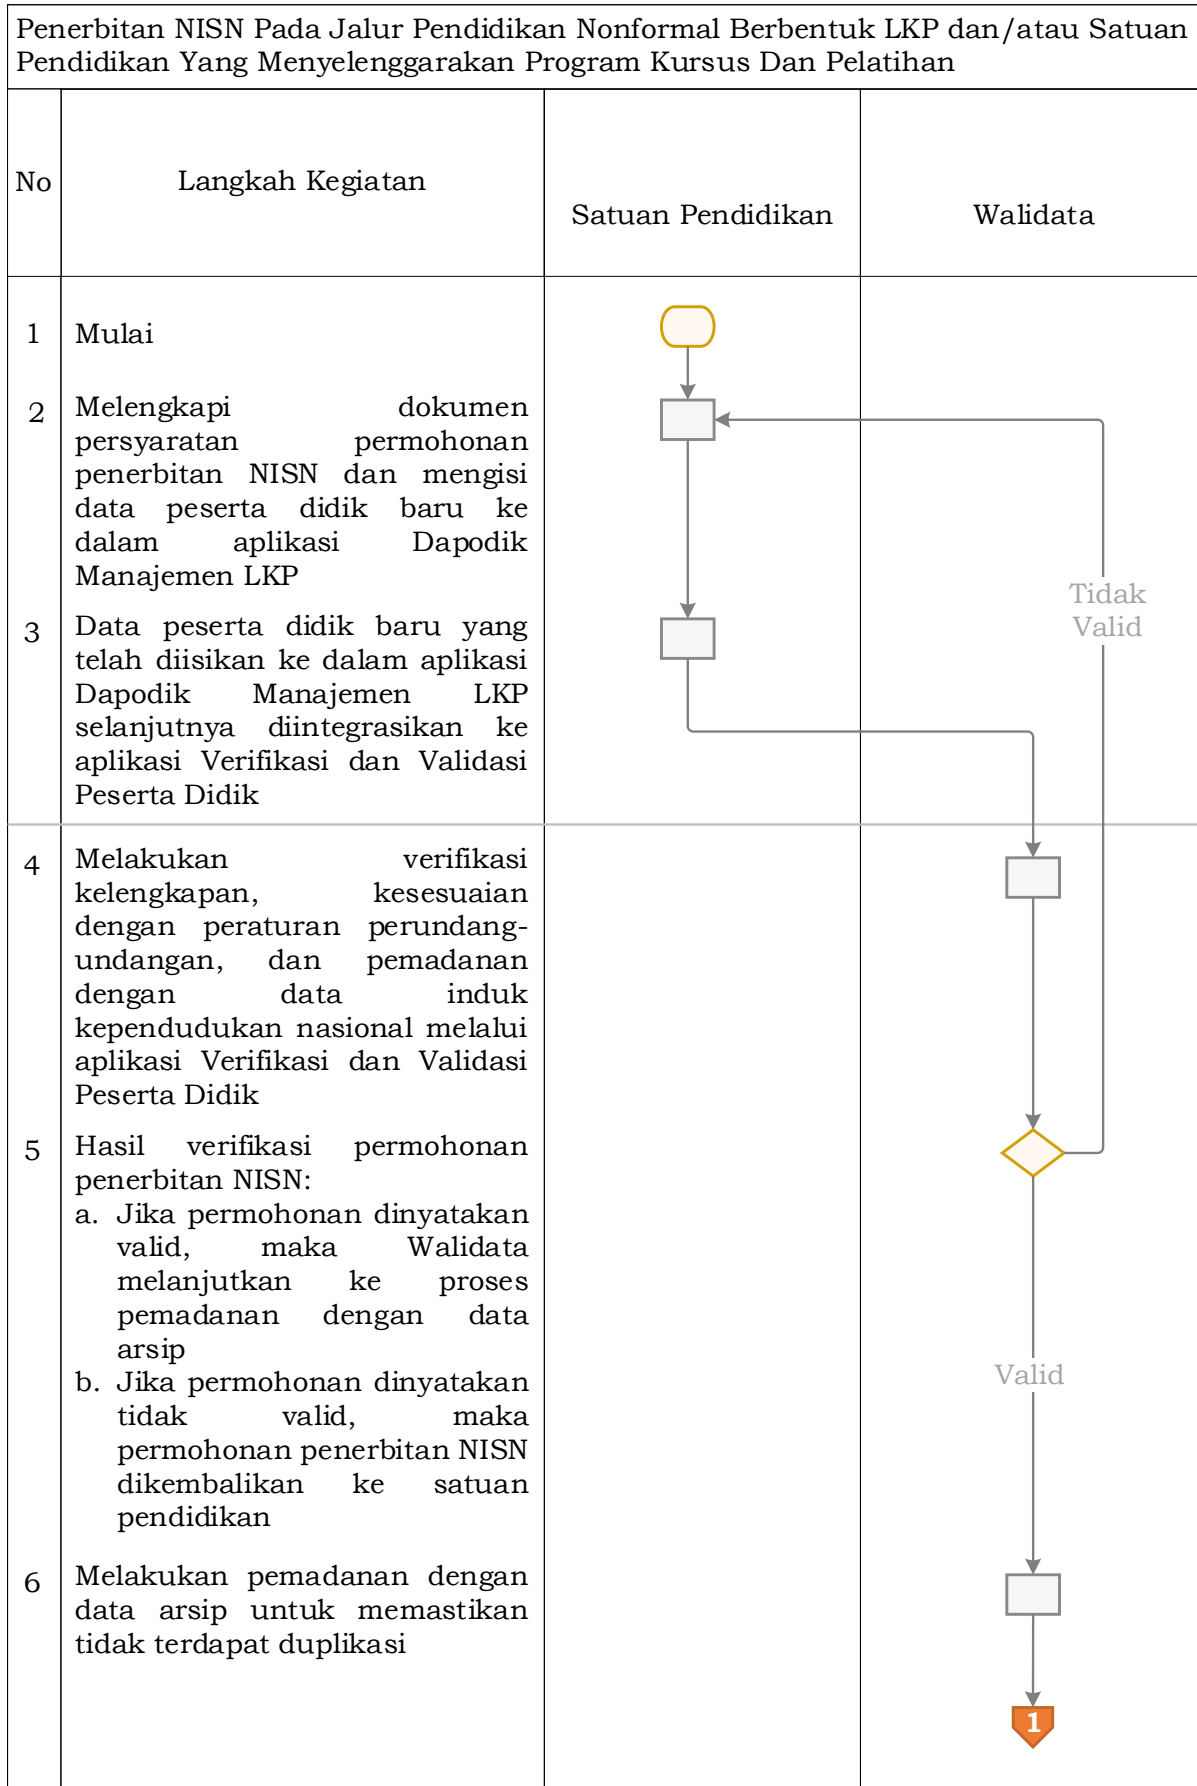 Penerbitan NISN Pada Jalur Pendidikan Nonformal Berbentuk LKP dan/atau Satuan
Pendidikan Yang Menyelenggarakan Program Kursus Dan Pelatihan
No
Langkah Kegiatan
Satuan Pendidikan
Walidata
1
Mulai
2
Melengkapi dokumen
persyaratan permohonan
penerbitan NISN dan mengisi
data peserta didik baru ke
dalam aplikasi Dapodik
Manajemen LKP
3
Data peserta didik baru yang
telah diisikan ke dalam aplikasi
Dapodik Manajemen LKP
selanjutnya diintegrasikan ke
aplikasi Verifikasi dan Validasi
Peserta Didik
Tidak
Valid
4
Melakukan verifikasi
kelengkapan, kesesuaian
dengan peraturan perundang-
undangan, dan pemadanan
dengan data induk
kependudukan nasional melalui
aplikasi Verifikasi dan Validasi
Peserta Didik
5
Hasil verifikasi permohonan
penerbitan NISN:
a. Jika permohonan dinyatakan
valid, maka Walidata
melanjutkan ke proses
pemadanan dengan data
arsip
b. Jika permohonan dinyatakan
tidak valid, maka
permohonan penerbitan NISN
dikembalikan ke satuan
pendidikan
Valid
6
Melakukan pemadanan dengan
data arsip untuk memastikan
tidak terdapat duplikasi
1